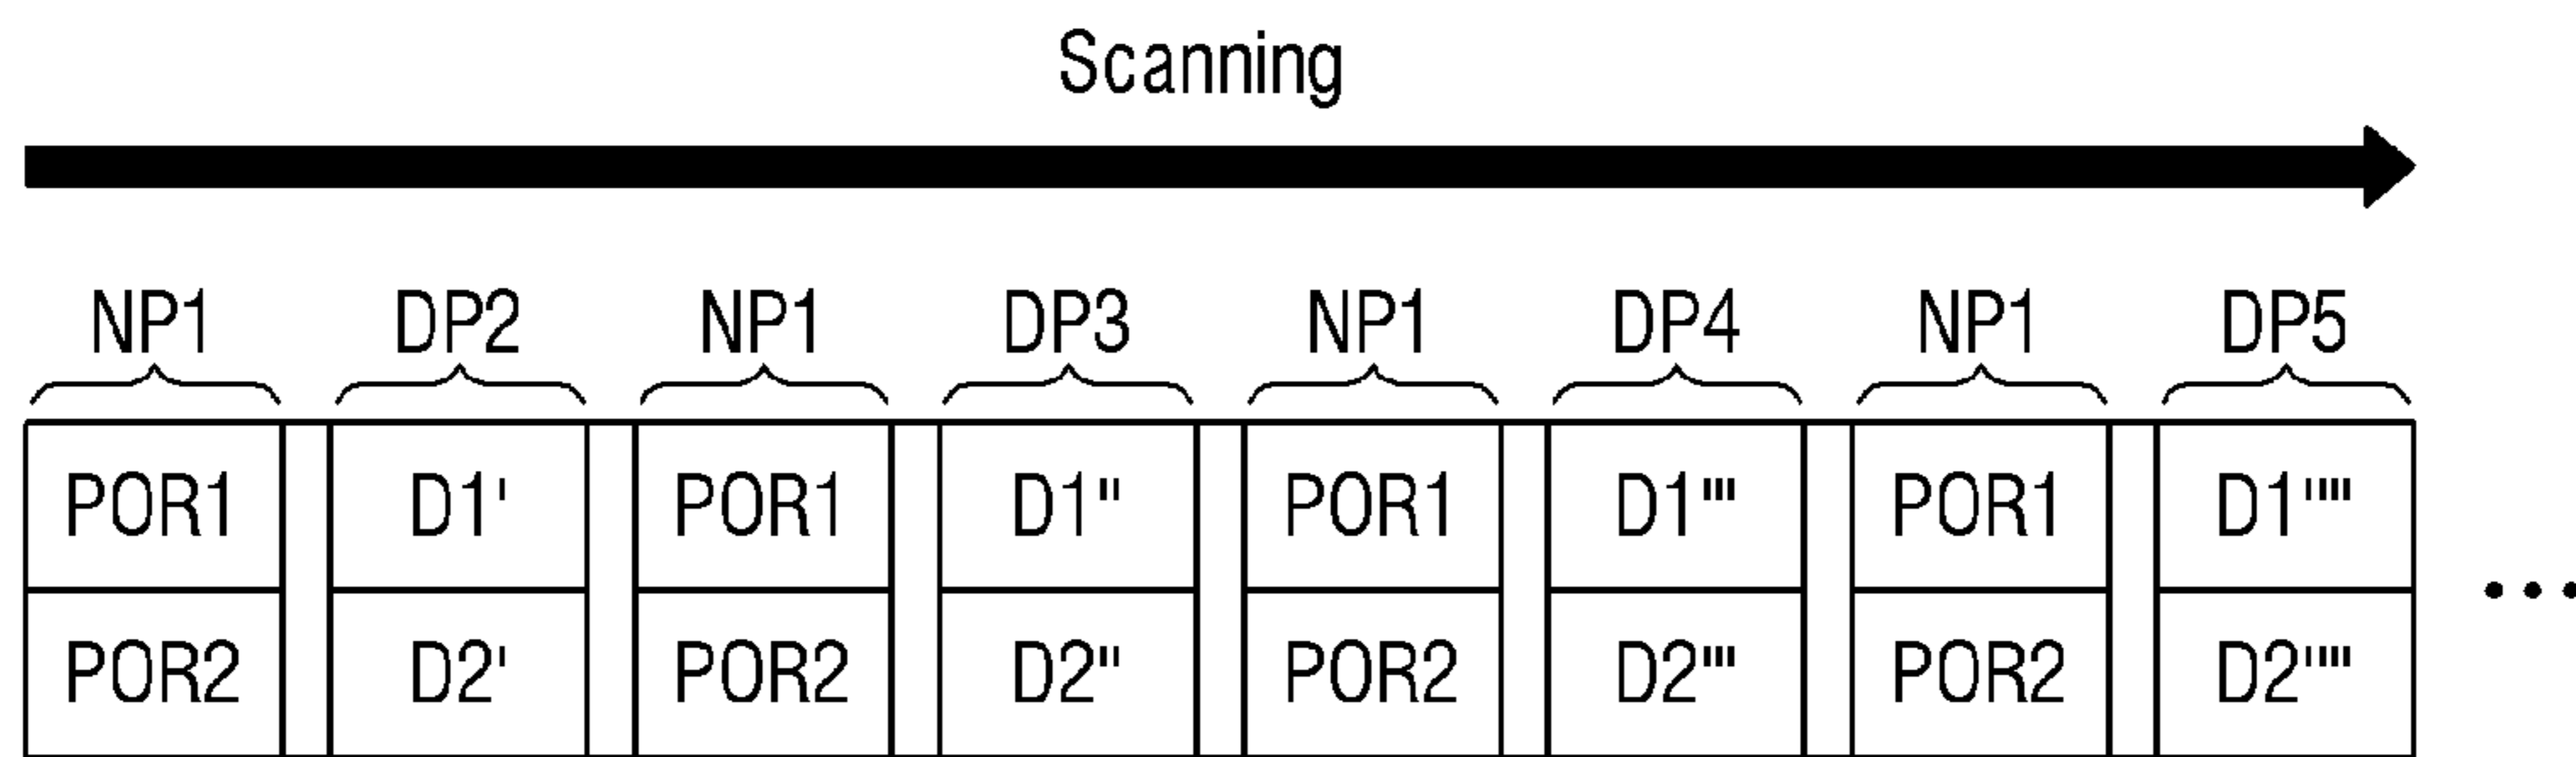 Scanning
NP1 DP2 NP1 DP3 NP1 DP4 NP1 DP5
POR1 D1' POR1 D1'' POR1 D1''' POR1 D1''''
POR2 D2' POR2 D2'' POR2 D2''' POR2 D2''''
...